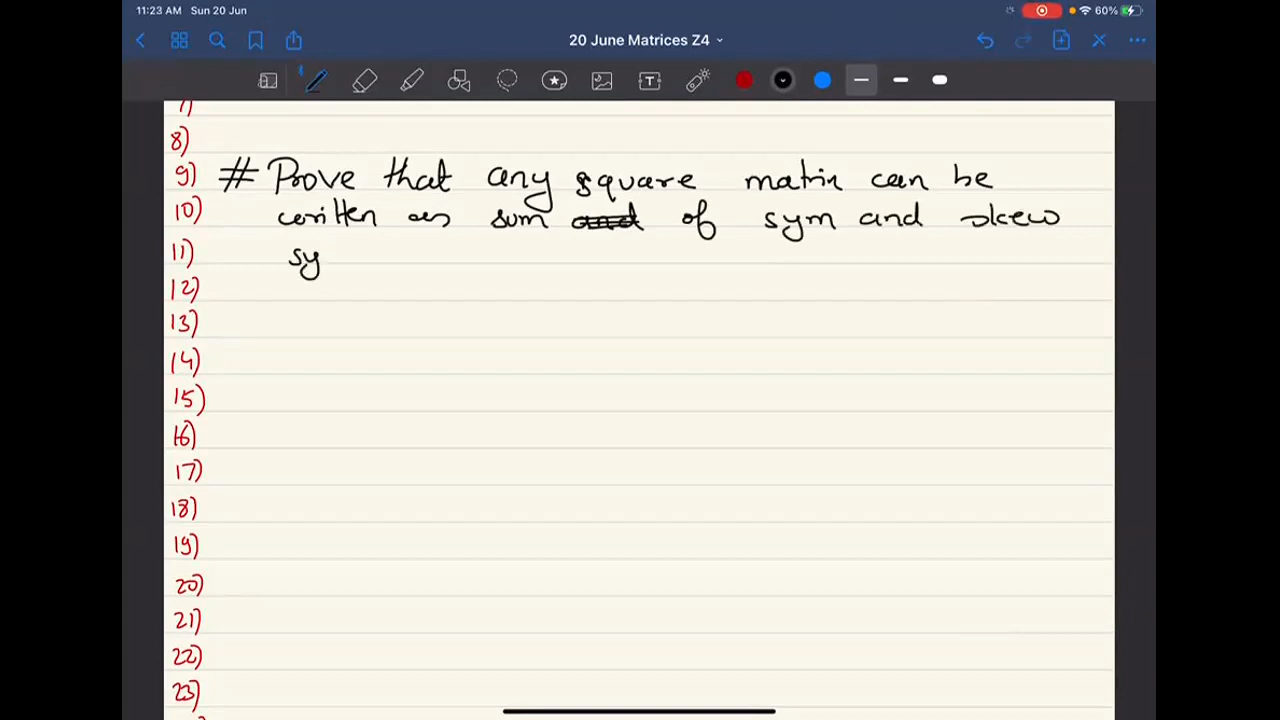 11:23 AM Sun 20 Jun 60%
20 June Matrices Z4
7)
8)
9) # Prove that any square matrix can be
10) written as sum and of sym and skew
11) sy
12)
13)
14)
15)
16)
17)
18)
19)
20)
21)
22)
23)